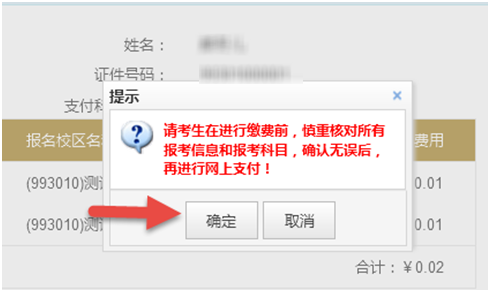 姓名：
证件号码：
支付科
提示
×
请考生在进行缴费前，慎重核对所有
报考信息和报考科目，确认无误后，
再进行网上支付！
报名校区名
费用
(993010)测试
0.01
确定
取消
(993010)测试
0.01
合计：￥0.02